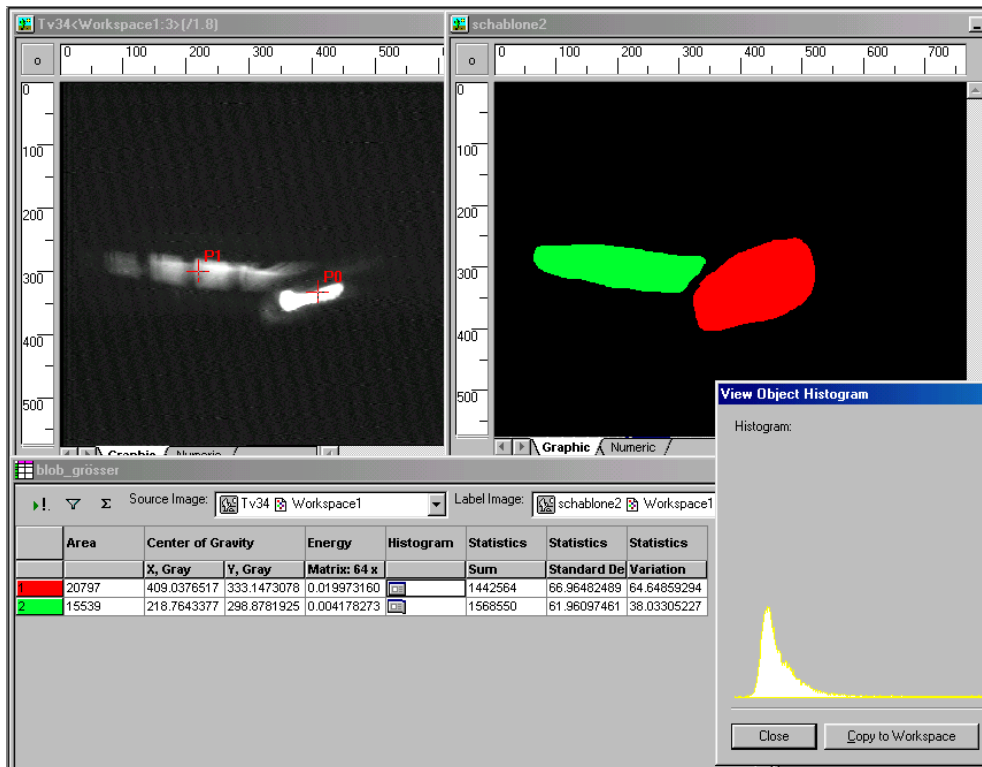 Tv34<Workspace1:3>(/1.8)
schablone2
o
0 100 200 300 400 500
o
0 100 200 300 400 500 600 700
0
100
200
300
400
500
0
100
200
300
400
500
P1
P0
Graphic Numeric
Graphic Numeric
View Object Histogram
Histogram:
blob_grösser
Source Image: Tv34 Workspace1 Label Image: schablone2 Workspace1
Area Center of Gravity Energy Histogram Statistics Statistics Statistics
X, Gray Y, Gray Matrix: 64 x Sum Standard De Variation
1 20797 409.0376517 333.1473078 0.019973160 1442564 66.96482489 64.64859294
2 15539 218.7643377 298.8781925 0.004178273 1568550 61.96097461 38.03305227
Close Copy to Workspace